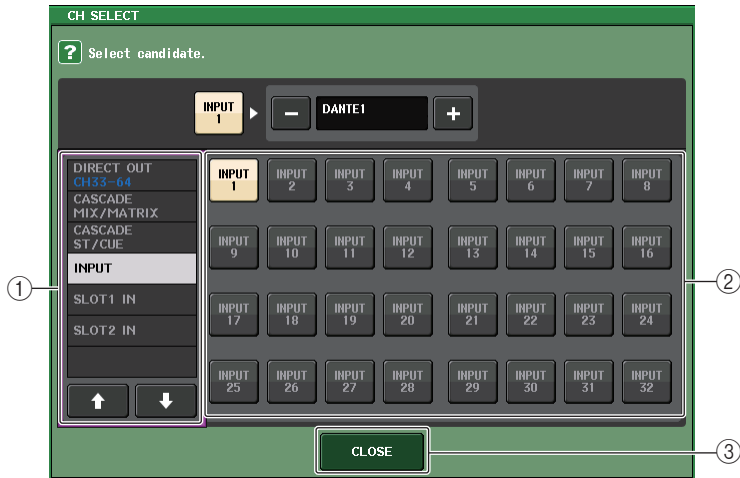 CH SELECT
? Select candidate.
INPUT 1
−
DANTE1
+
DIRECT OUT
CH33-64
CASCADE
MIX/MATRIX
CASCADE
ST/CUE
INPUT
SLOT1 IN
SLOT2 IN
INPUT 1 INPUT 2 INPUT 3 INPUT 4 INPUT 5 INPUT 6 INPUT 7 INPUT 8
INPUT 9 INPUT 10 INPUT 11 INPUT 12 INPUT 13 INPUT 14 INPUT 15 INPUT 16
INPUT 17 INPUT 18 INPUT 19 INPUT 20 INPUT 21 INPUT 22 INPUT 23 INPUT 24
INPUT 25 INPUT 26 INPUT 27 INPUT 28 INPUT 29 INPUT 30 INPUT 31 INPUT 32
CLOSE
1
2
3